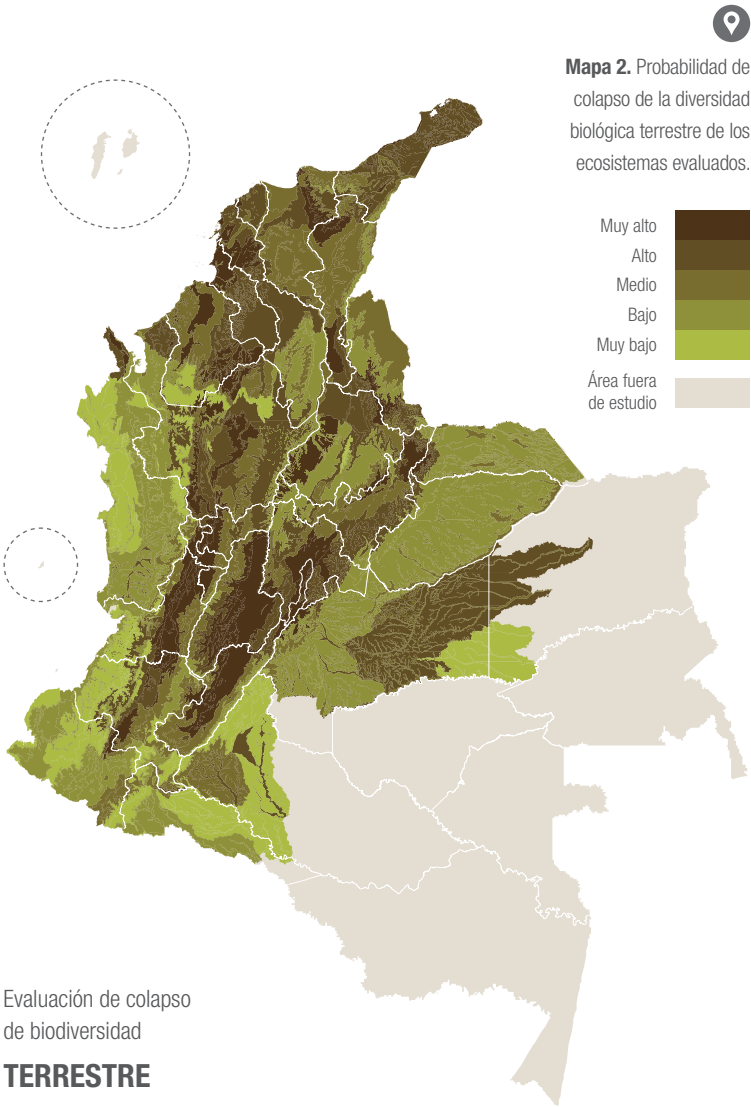 Mapa 2. Probabilidad de
colapso de la diversidad
biológica terrestre de los
ecosistemas evaluados.
Muy alto
Alto
Medio
Bajo
Muy bajo
Área fuera
de estudio
Evaluación de colapso
de biodiversidad
TERRESTRE